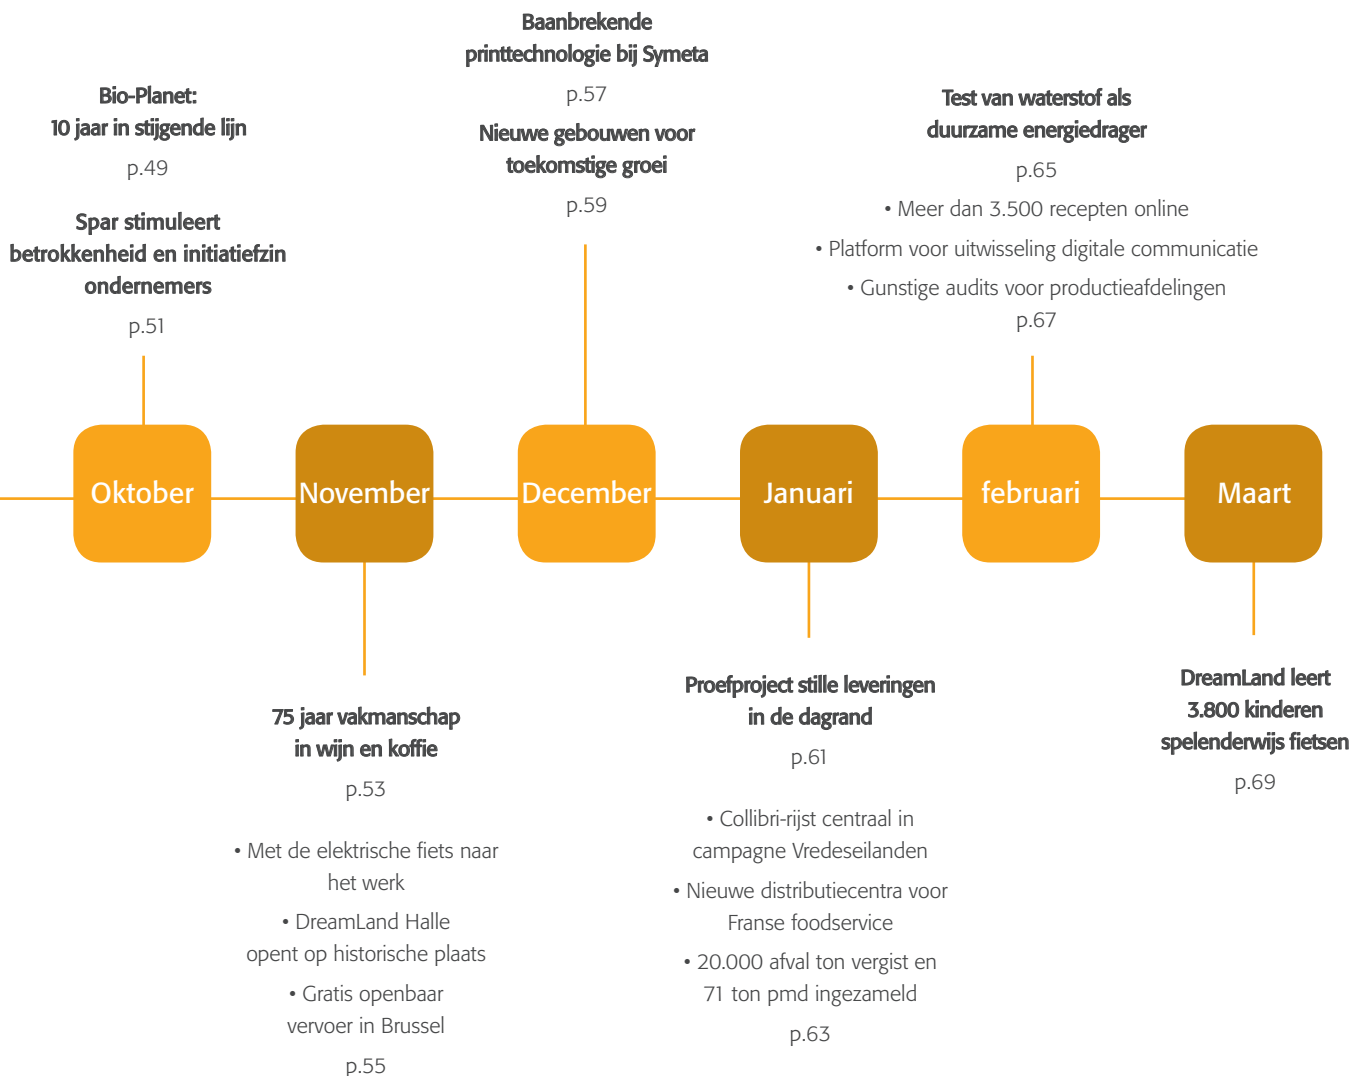 Bio-Planet:
10 jaar in stijgende lijn
p.49
Spar stimuleert
betrokkenheid en initiatiefzin
ondernemers
p.51
Baanbrekende
printtechnologie bij Symeta
p.57
Nieuwe gebouwen voor
toekomstige groei
p.59
Test van waterstof als
duurzame energiedrager
p.65
• Meer dan 3.500 recepten online
• Platform voor uitwisseling digitale communicatie
• Gunstige audits voor productieafdelingen
p.67
Oktober
November
December
Januari
februari
Maart
75 jaar vakmanschap
in wijn en koffie
p.53
• Met de elektrische fiets naar
het werk
• DreamLand Halle
opent op historische plaats
• Gratis openbaar
vervoer in Brussel
p.55
Proefproject stille leveringen
in de dagrand
p.61
• Collibri-rijst centraal in
campagne Vredeseilanden
• Nieuwe distributiecentra voor
Franse foodservice
• 20.000 afval ton vergist en
71 ton pmd ingezameld
p.63
DreamLand leert
3.800 kinderen
spelenderwijs fietsen
p.69